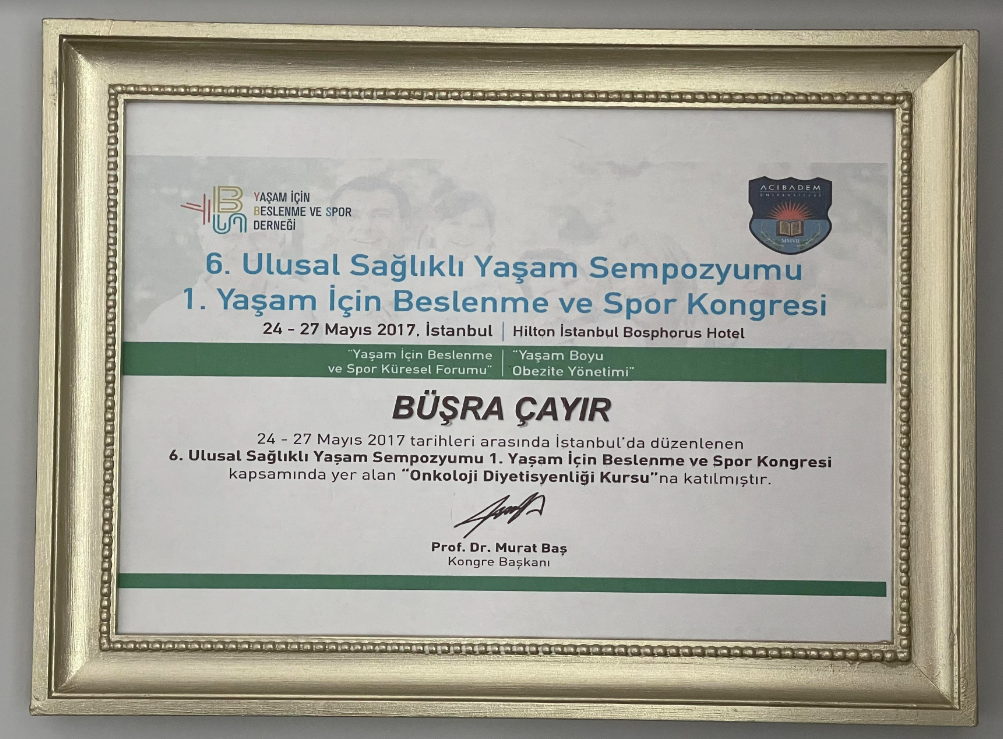 YAŞAM İÇİN
BESLENME VE SPOR
DERNEĞİ
ACIBADEM
ÜNİVERSİTESİ
MMVII
6. Ulusal Sağlıklı Yaşam Sempozyumu
1. Yaşam İçin Beslenme ve Spor Kongresi
24 - 27 Mayıs 2017, İstanbul | Hilton İstanbul Bosphorus Hotel
"Yaşam İçin Beslenme
ve Spor Küresel Forumu"
"Yaşam Boyu
Obezite Yönetimi"
BÜŞRA ÇAYIR
24 - 27 Mayıs 2017 tarihleri arasında İstanbul'da düzenlenen
6. Ulusal Sağlıklı Yaşam Sempozyumu 1. Yaşam İçin Beslenme ve Spor Kongresi
kapsamında yer alan "Onkoloji Diyetisyenliği Kursu"na katılmıştır.
Prof. Dr. Murat Baş
Kongre Başkanı